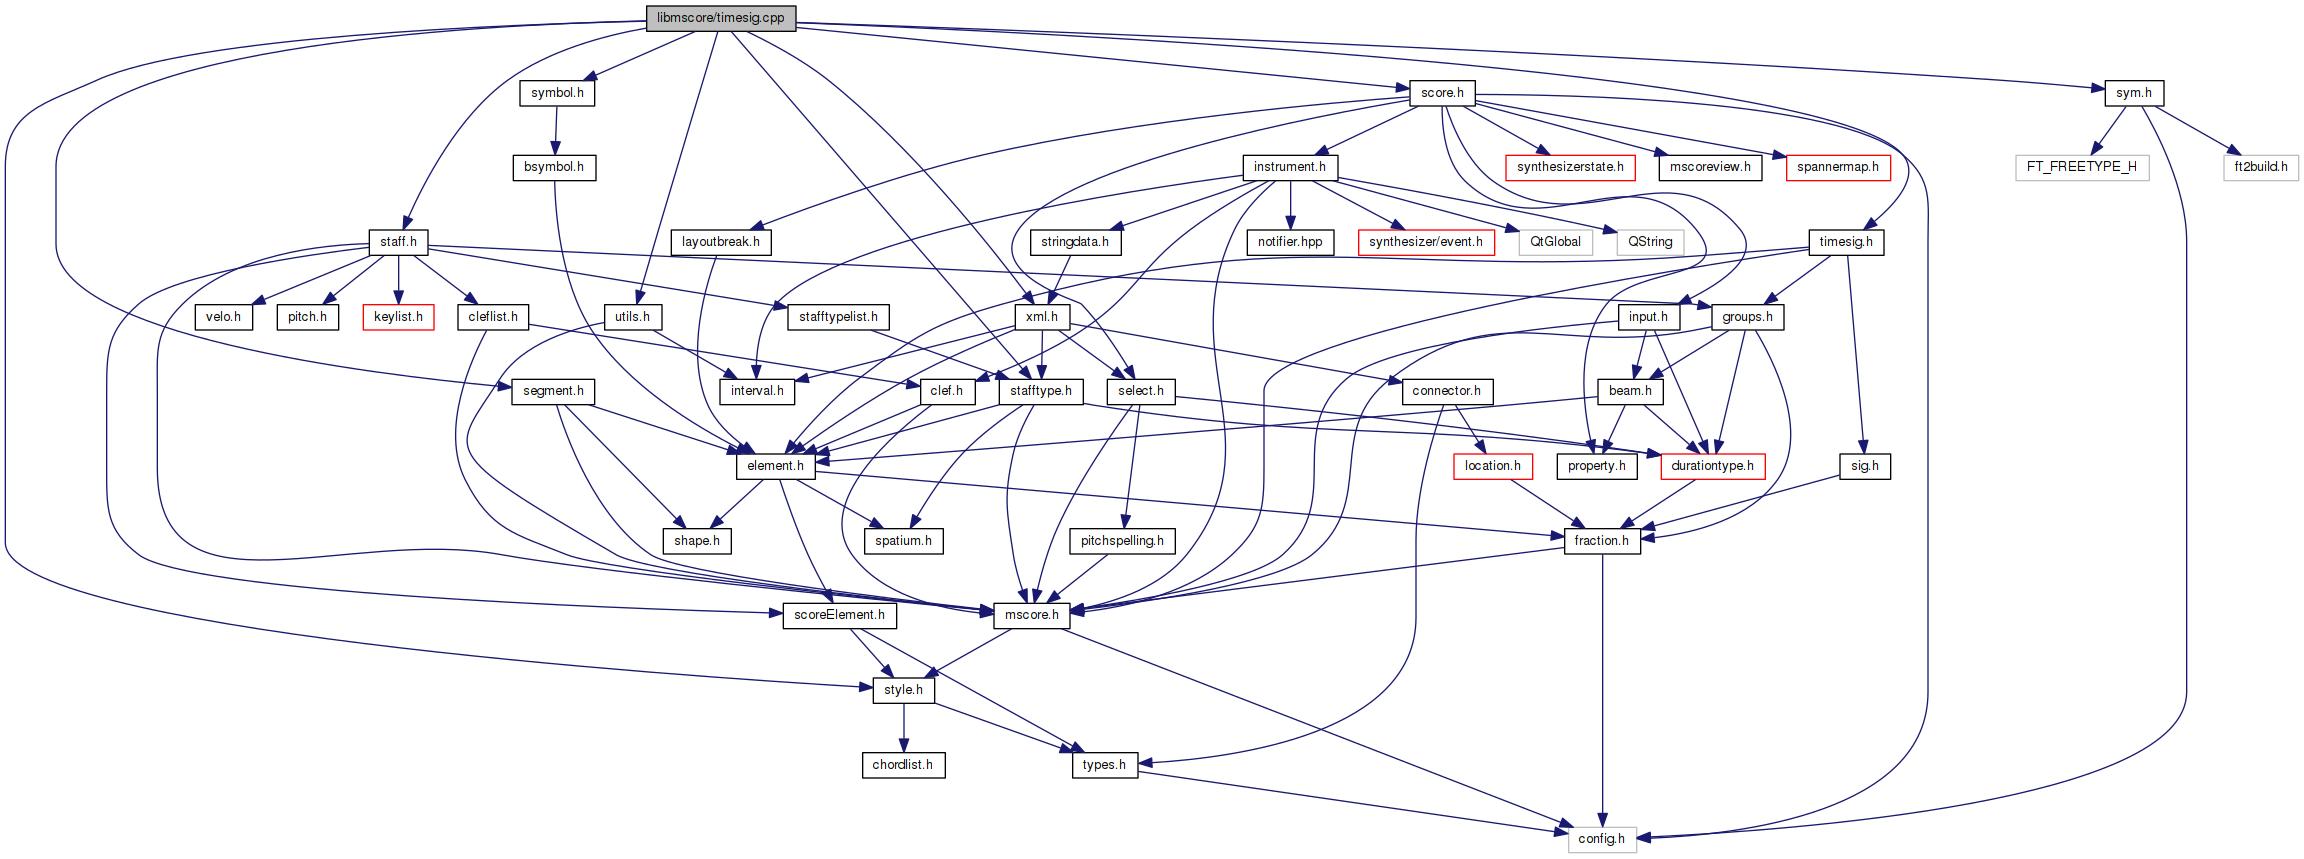 libmscore/timesig.cpp
symbol.h
score.h
sym.h
bsymbol.h
instrument.h
synthesizerstate.h
mscoreview.h
spannermap.h
FT_FREETYPE_H
ft2build.h
staff.h
layoutbreak.h
stringdata.h
notifier.hpp
synthesizer/event.h
QtGlobal
QString
timesig.h
velo.h
pitch.h
keylist.h
cleflist.h
utils.h
stafftypelist.h
xml.h
input.h
groups.h
segment.h
interval.h
clef.h
stafftype.h
select.h
connector.h
beam.h
element.h
location.h
property.h
durationtype.h
sig.h
shape.h
spatium.h
pitchspelling.h
fraction.h
scoreElement.h
mscore.h
style.h
chordlist.h
types.h
config.h